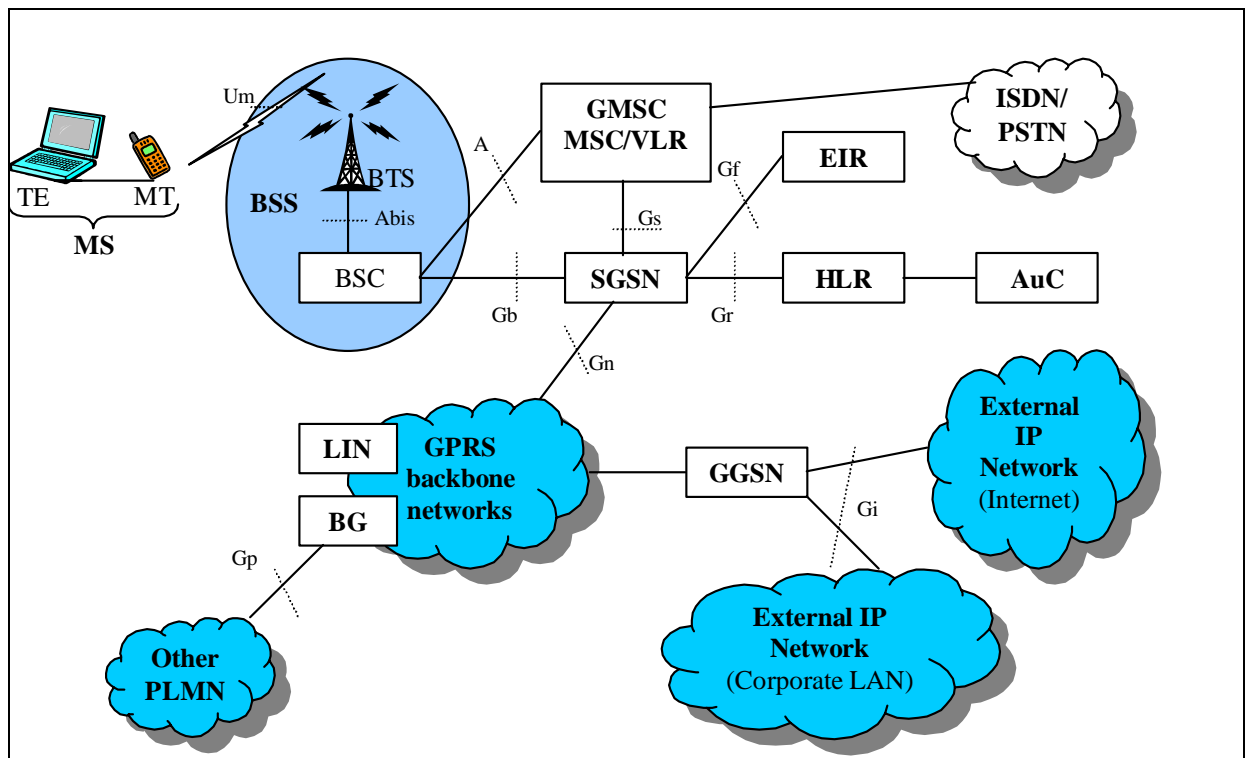 Um
TE
MT
MS
BSS
BTS
Abis
BSC
A
GMSC
MSC/VLR
ISDN/
PSTN
EIR
Gf
Gs
SGSN
HLR
AuC
Gb
Gr
Gn
LIN
BG
GPRS
backbone
networks
GGSN
Gi
External
IP
Network
(Internet)
Gp
Other
PLMN
External IP
Network
(Corporate LAN)